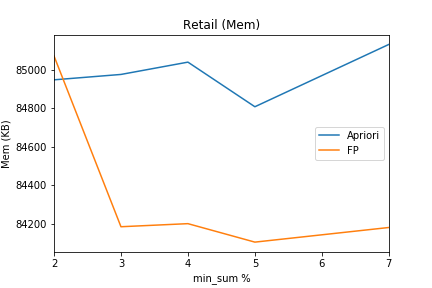 Retail (Mem)
85000
84800
84600
84400
84200
Mem (KB)
Apriori
FP
2 3 4 5 6 7
min_sum %